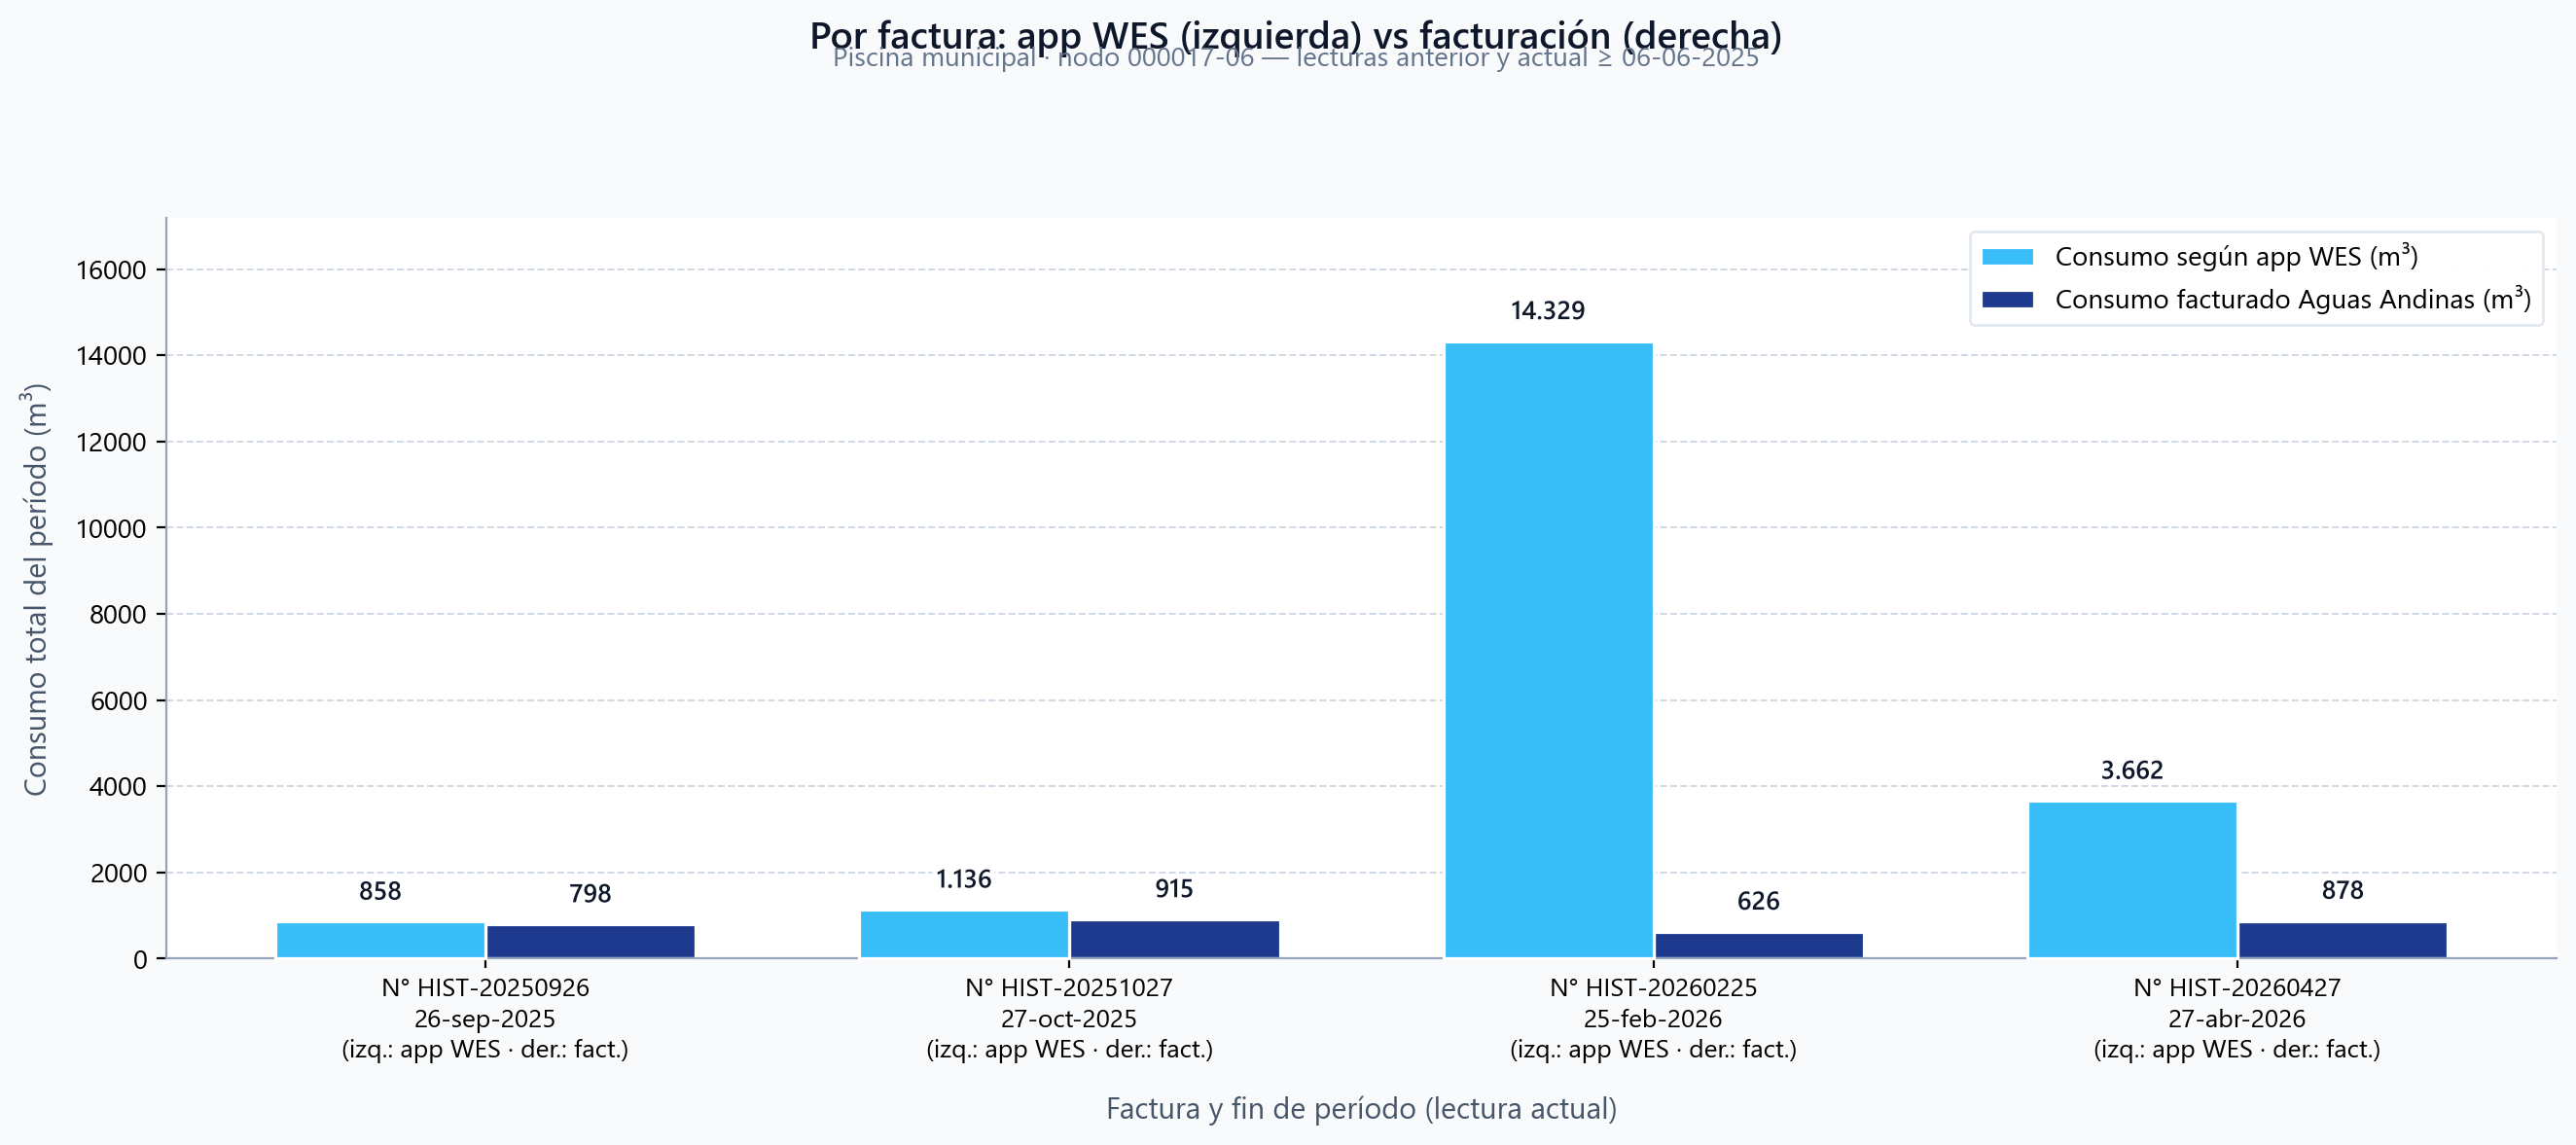 Por factura: app WES (izquierda) vs facturación (derecha)
Piscina municipal · nodo 000017-06 — lecturas anterior y actual ≥ 06-06-2025
Consumo según app WES (m³)
Consumo facturado Aguas Andinas (m³)
Consumo total del período (m³)
16000
14000
12000
10000
8000
6000
4000
2000
0
858
798
1.136
915
14.329
626
3.662
878
N° HIST-20250926
26-sep-2025
(izq.: app WES · der.: fact.)
N° HIST-20251027
27-oct-2025
(izq.: app WES · der.: fact.)
N° HIST-20260225
25-feb-2026
(izq.: app WES · der.: fact.)
N° HIST-20260427
27-abr-2026
(izq.: app WES · der.: fact.)
Factura y fin de período (lectura actual)